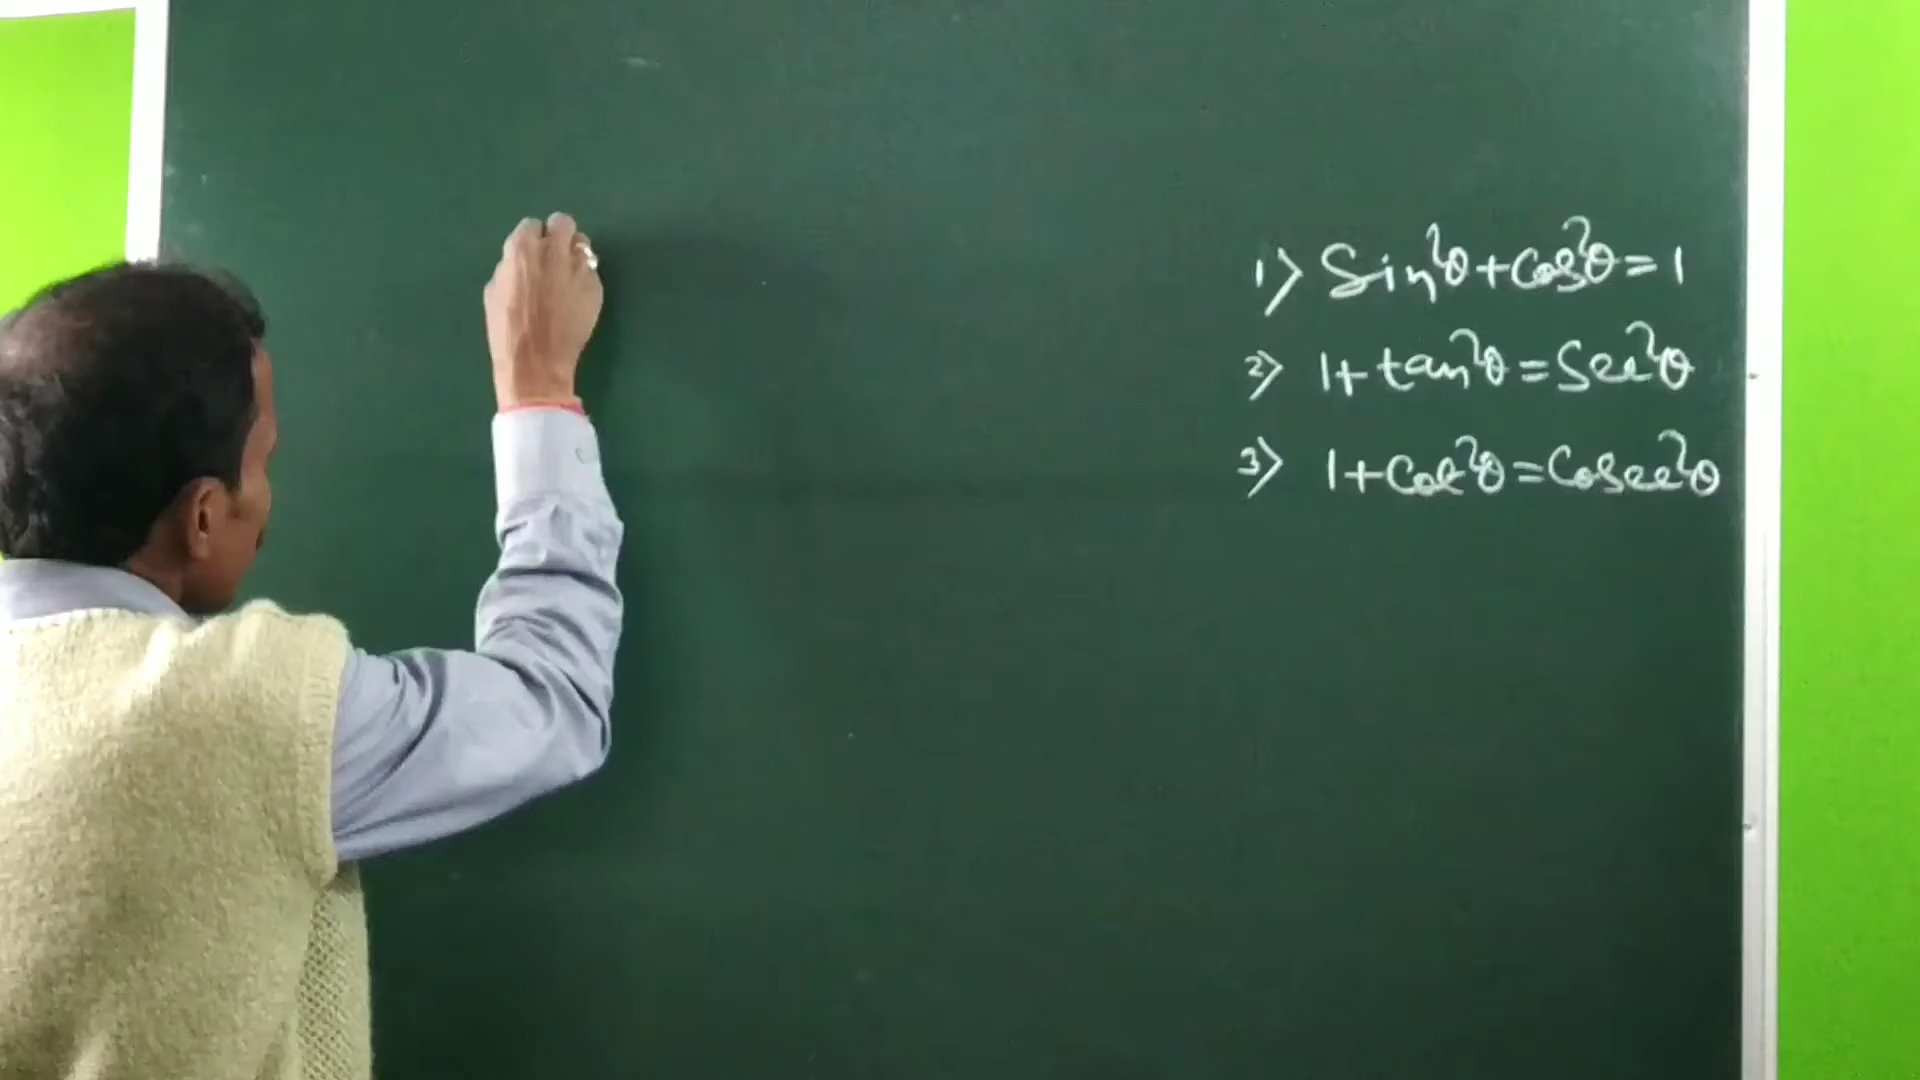 1) Sin²θ+Cos²θ=1
2) 1+tan²θ=Sec²θ
3) 1+Cot²θ=Cosec²θ